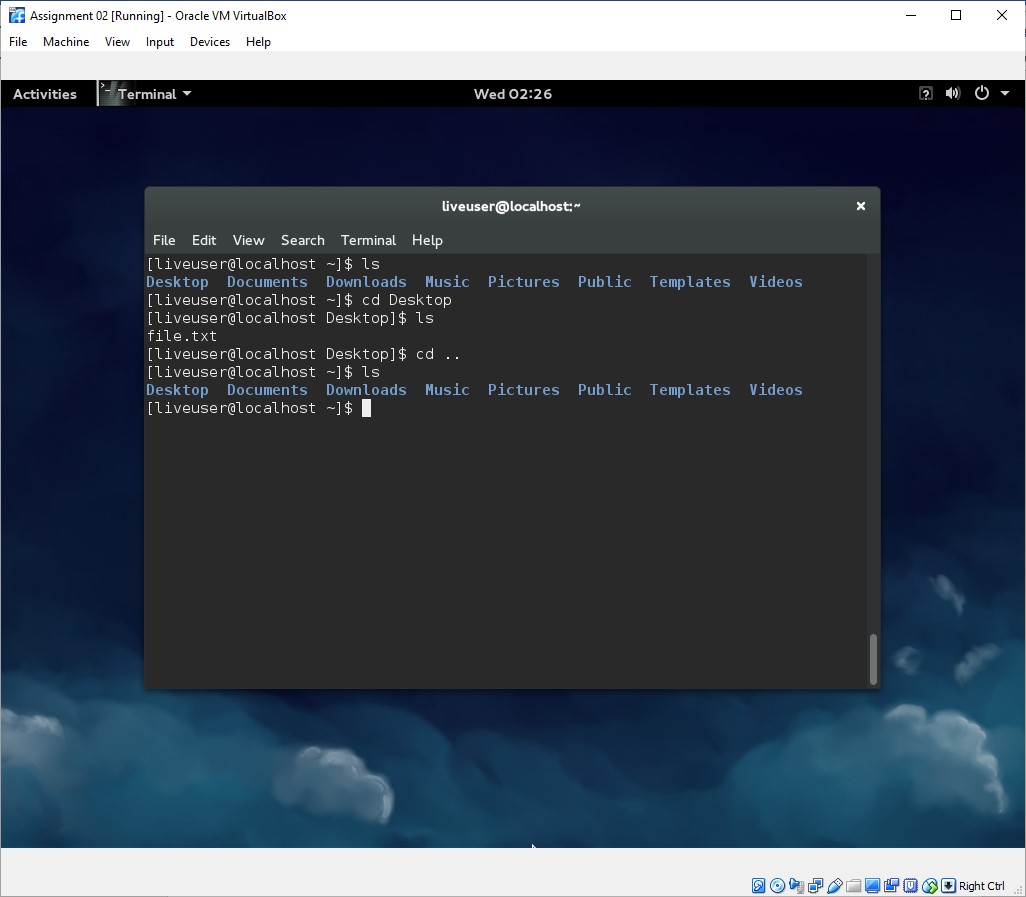 Assignment 02 [Running] - Oracle VM VirtualBox
File Machine View Input Devices Help
Activities Terminal Wed 02:26
liveuser@localhost:~
File Edit View Search Terminal Help
[liveuser@localhost ~]$ ls
Desktop Documents Downloads Music Pictures Public Templates Videos
[liveuser@localhost ~]$ cd Desktop
[liveuser@localhost Desktop]$ ls
file.txt
[liveuser@localhost Desktop]$ cd ..
[liveuser@localhost ~]$ ls
Desktop Documents Downloads Music Pictures Public Templates Videos
[liveuser@localhost ~]$
Right Ctrl